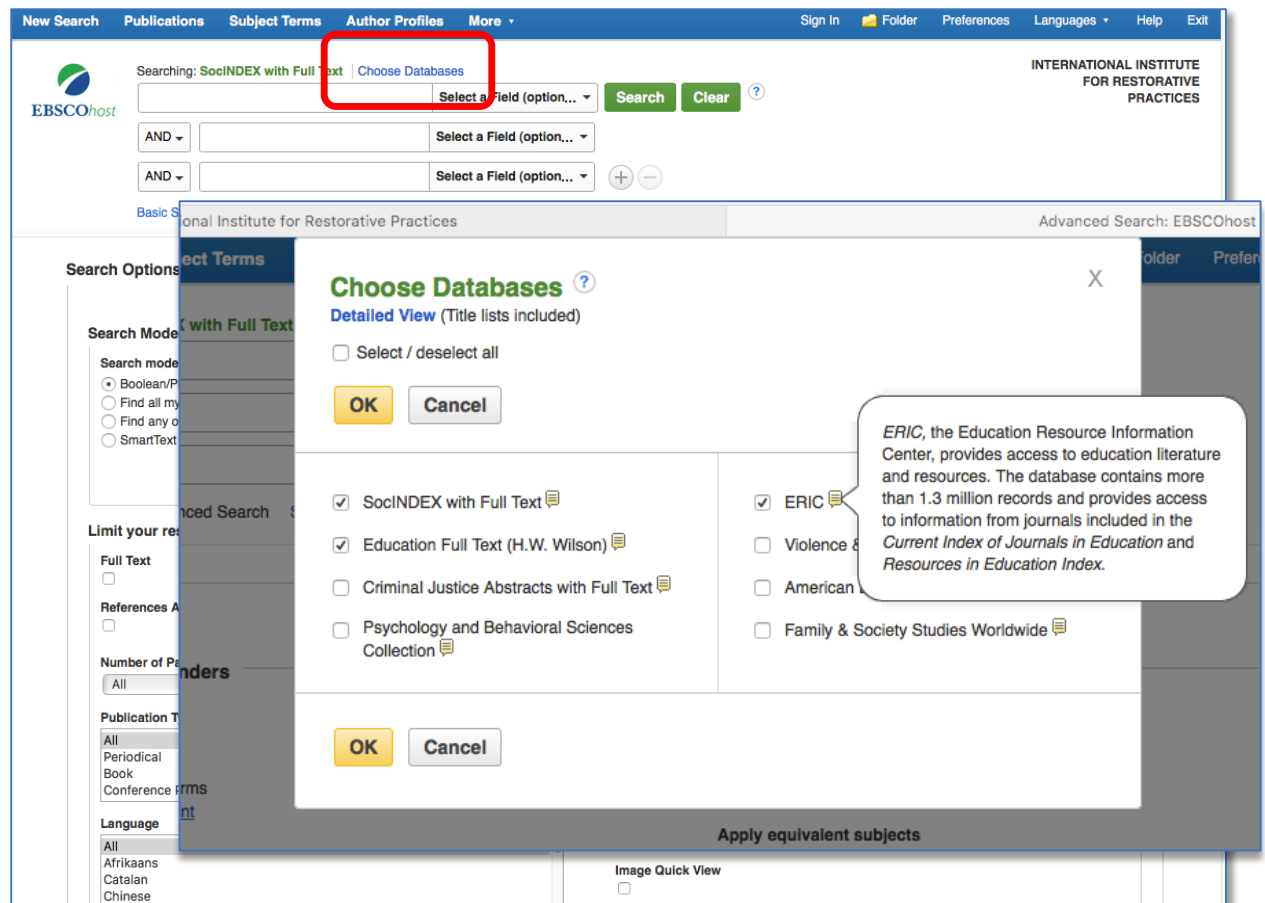 New Search Publications Subject Terms Author Profiles More Sign In Folder Preferences Languages Help Exit
Searching: SocINDEX with Full Text Choose Databases
INTERNATIONAL INSTITUTE
FOR RESTORATIVE
PRACTICES
EBSCOhost
Select a Field (option... Search Clear ?
AND Select a Field (option...
AND Select a Field (option...
Basic S
onal Institute for Restorative Practices Advanced Search: EBSCOhost
ect Terms Folder Prefer
Search Options
Choose Databases ? X
Detailed View (Title lists included)
with Full Text
Search Mode
Select / deselect all
Search mode
Boolean/P
Find all my
Find any o
SmartText
OK Cancel
ERIC, the Education Resource Information
Center, provides access to education literature
and resources. The database contains more
than 1.3 million records and provides access
to information from journals included in the
Current Index of Journals in Education and
Resources in Education Index.
SocINDEX with Full Text ERIC
nced Search S
Limit your res
Education Full Text (H.W. Wilson) Violence &
Full Text
Criminal Justice Abstracts with Full Text American
References A
Psychology and Behavioral Sciences
Collection
Family & Society Studies Worldwide
Number of Pa
nders
All
Publication T
All
Periodical
Book
Conference
OK Cancel
rms
nt
Language
All
Afrikaans
Catalan
Chinese
Apply equivalent subjects
Image Quick View